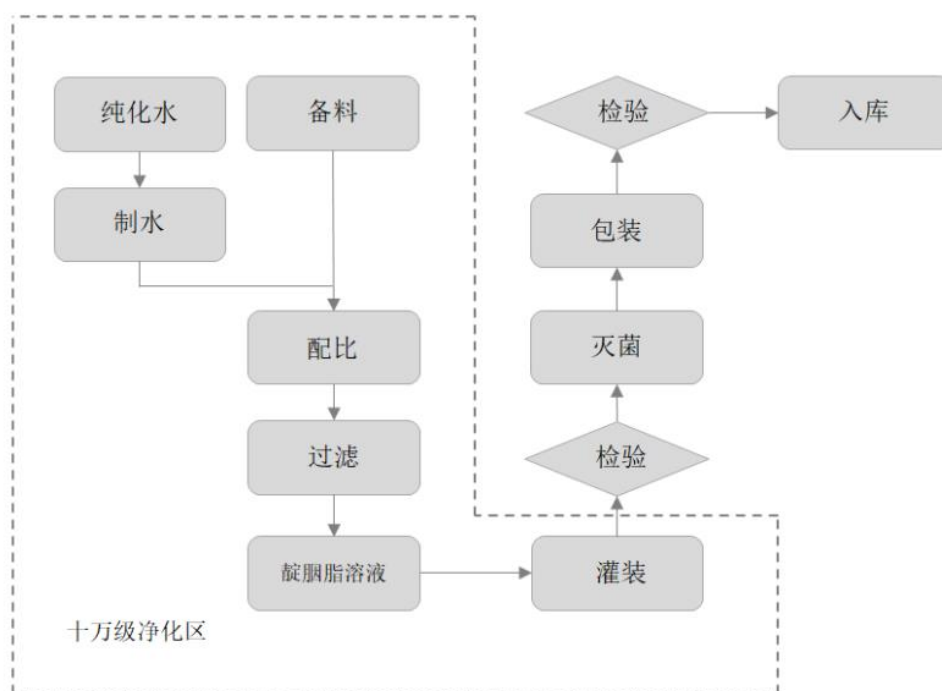 纯化水
备料
检验
入库
制水
包装
配比
灭菌
过滤
检验
靛胭脂溶液
灌装
十万级净化区